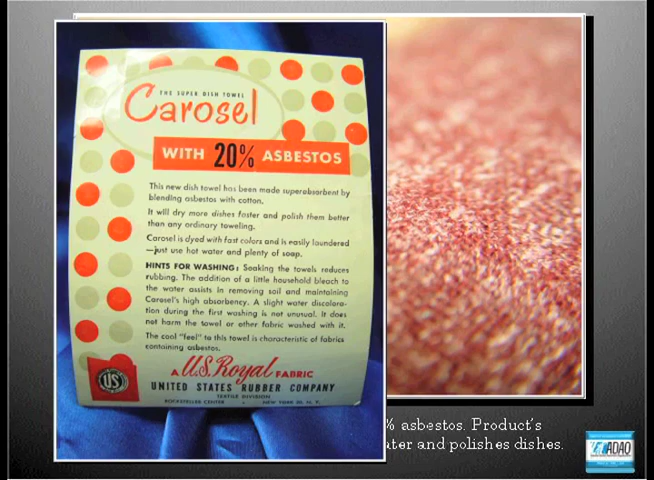 THE SUPER DISH TOWEL
Carosel
WITH 20% ASBESTOS
This new dish towel has been made superabsorbent by
blending asbestos with cotton.
It will dry more dishes faster and polish them better
than any ordinary toweling.
Carosel is dyed with fast colors and is easily laundered
—just use hot water and plenty of soap.
HINTS FOR WASHING: Soaking the towels reduces
rubbing. The addition of a little household bleach to
the water assists in removing soil and maintaining
Carosel's high absorbency. A slight water discolora-
tion during the first washing is not unusual. It does
not harm the towel or other fabric washed with it.
The cool "feel" to this towel is characteristic of fabrics
containing asbestos.
A U.S. Royal FABRIC
US
UNITED STATES RUBBER COMPANY
TEXTILE DIVISION
ROCKEFELLER CENTER • NEW YORK 20, N. Y.
% asbestos. Product's
ater and polishes dishes.
ADAO